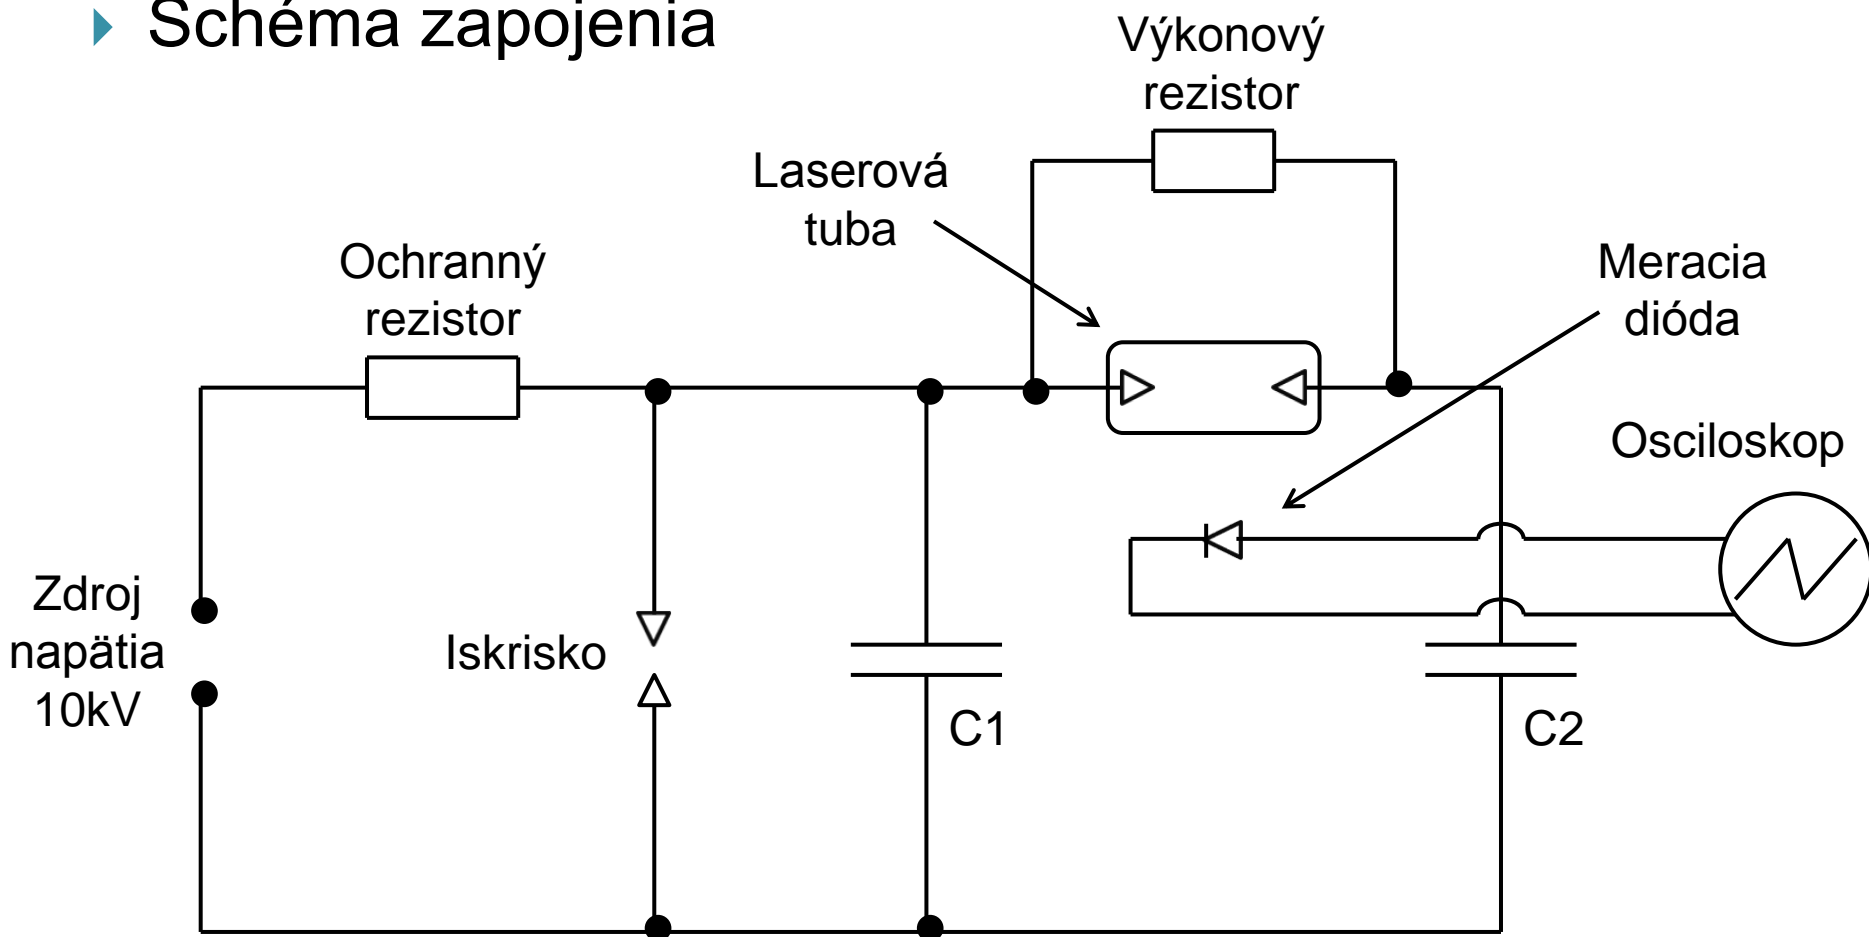 Schéma zapojenia
Výkonový
rezistor
Laserová
tuba
Ochranný
rezistor
Meracia
dióda
Osciloskop
Zdroj
napätia
10kV
Iskrisko
C1
C2